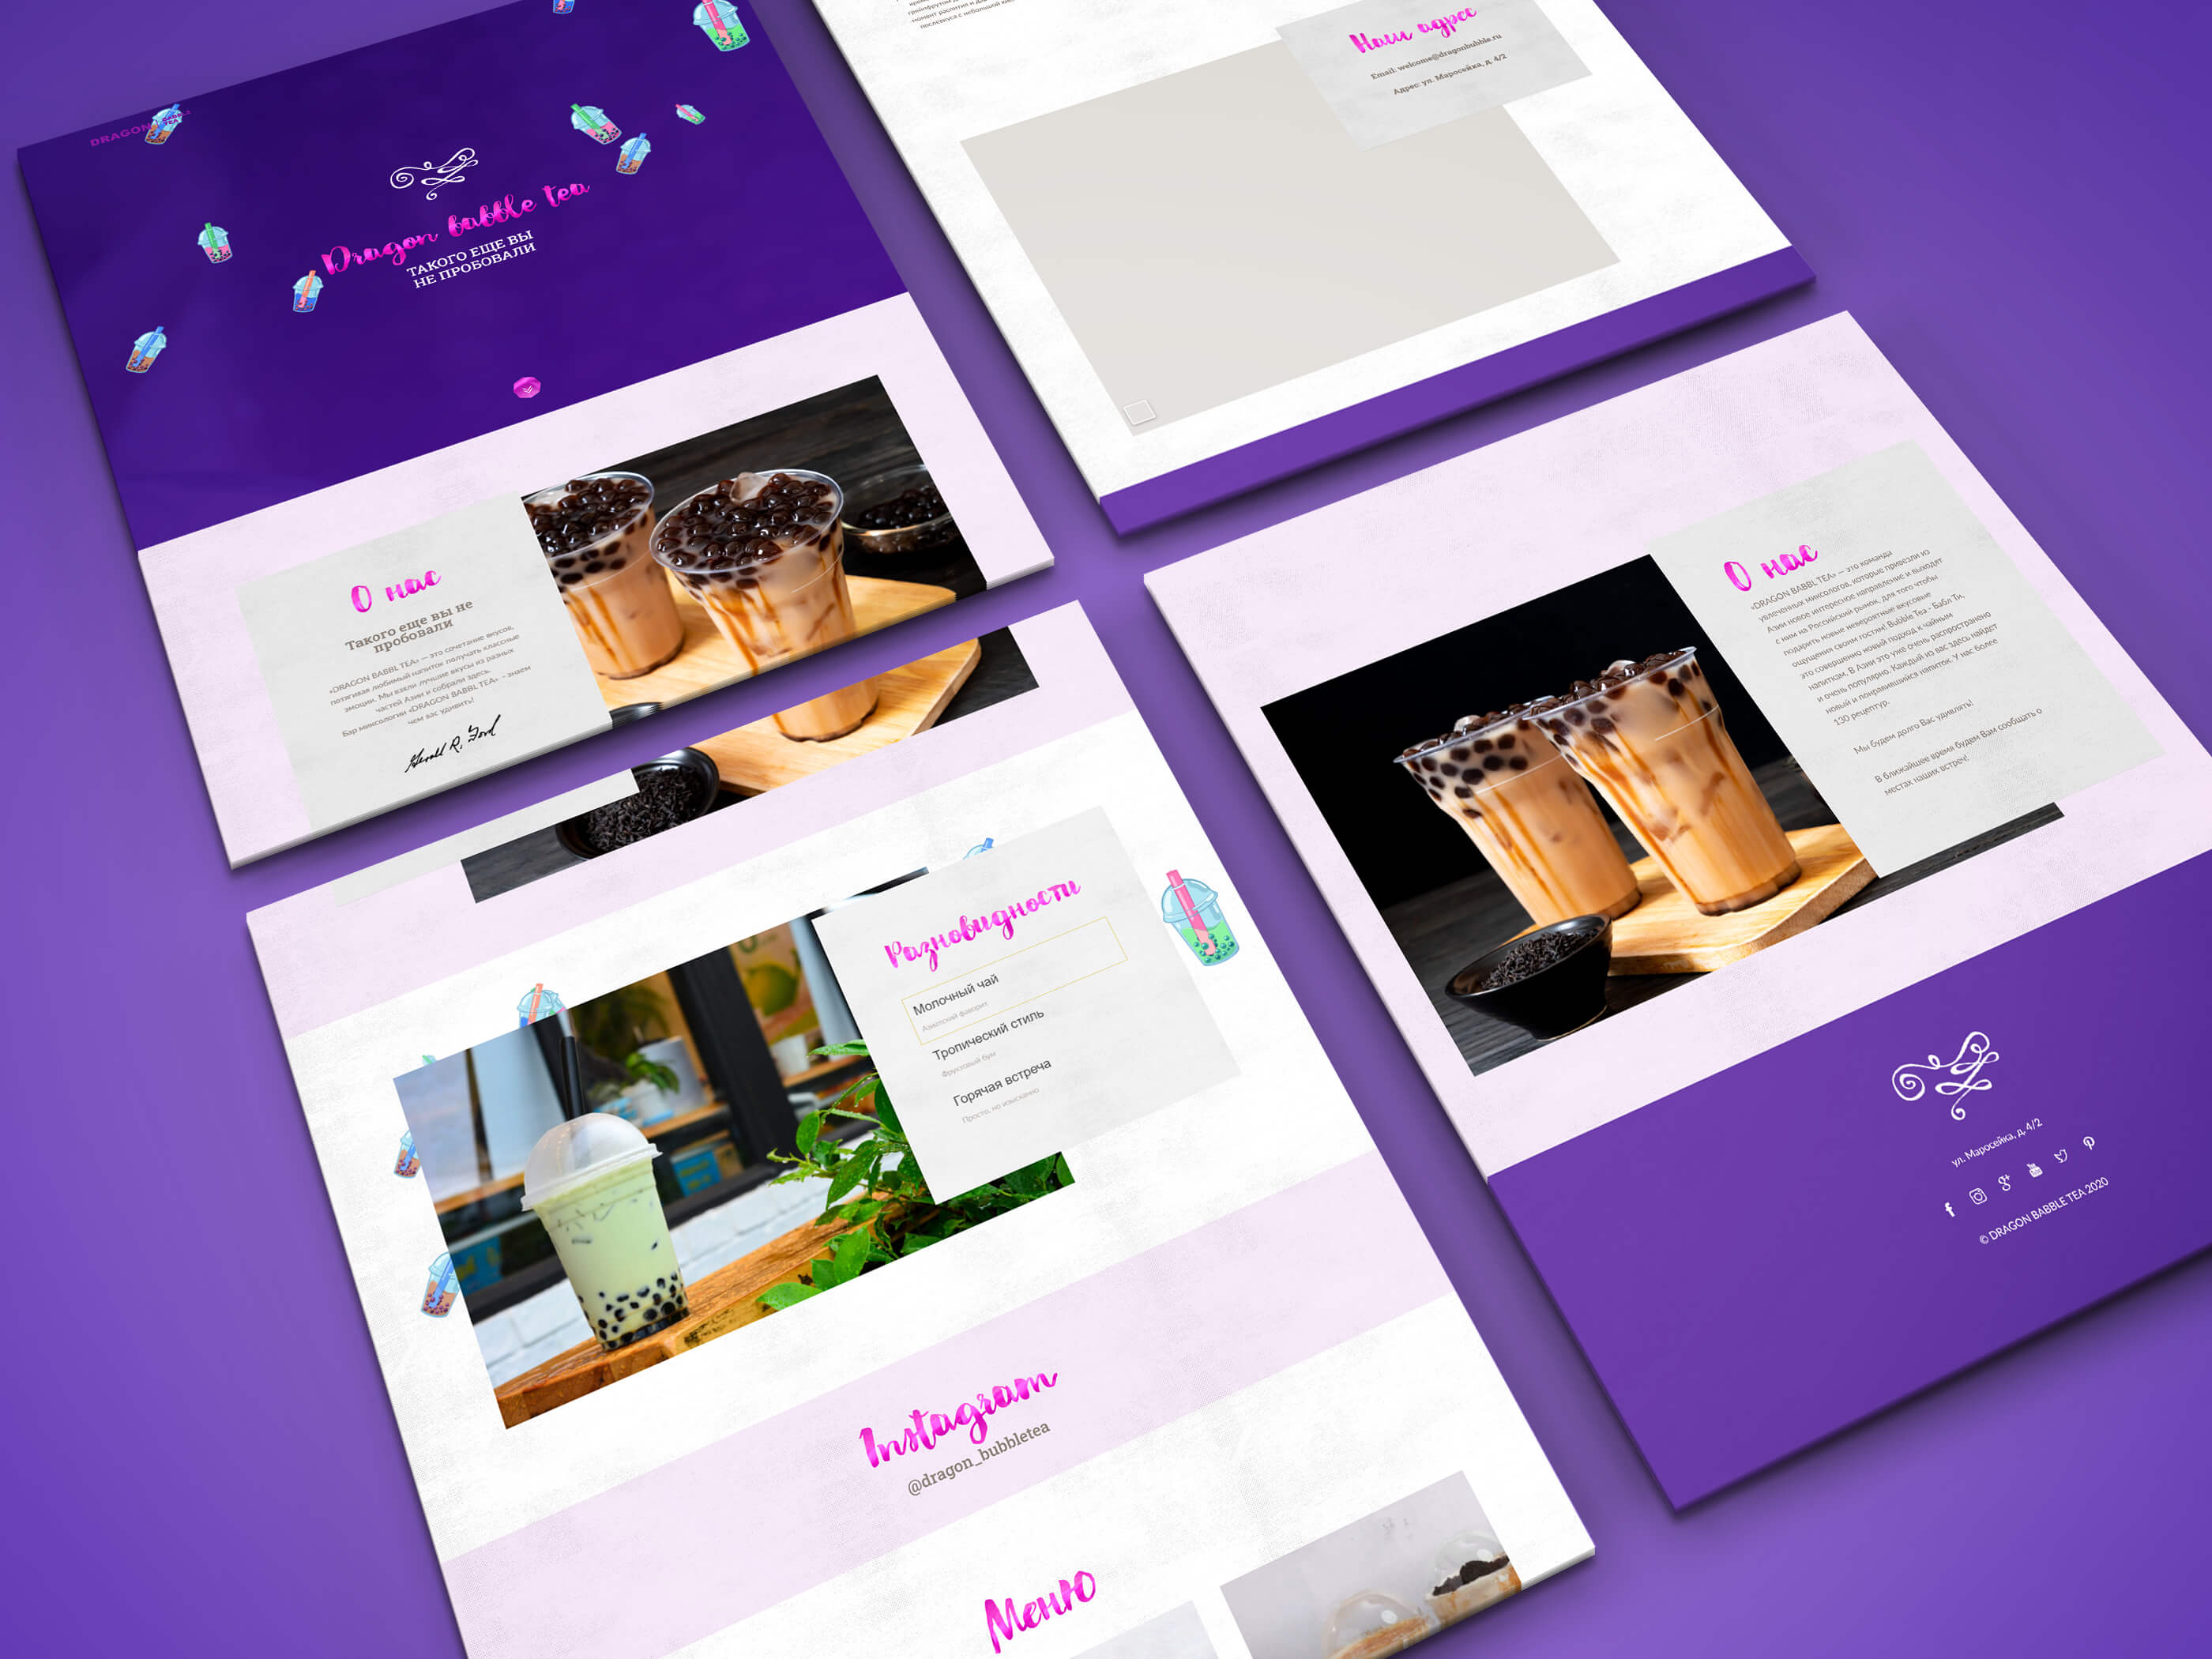 DRAGON
Dragon babble tea
ТАКОГО ЕЩЕ ВЫ
НЕ ПРОБОВАЛИ
О нас
Такого еще вы не
пробовали
«DRAGON BABBL TEA» — это сочетание вкусов,
потягивая любимый напиток получать классные
эмоции. Мы взяли лучшие вкусы из разных
частей Азии и собрали здесь.
Бар миксологии «DRAGON BABBL TEA» - знаем
чем вас удивить!
Gerald R. Ford
момент распития и
послевкуся с небольшой
Наш адрес
Email: welcome@dragonbubble.ru
Адрес: ул. Маросейка, д. 4/2
Разновидности
Молочный чай
Азиатский фаворит
Тропический стиль
Фруктовый бум
Горячая встреча
Просто, но изысканно
Instagram
@dragon_bubbletea
Меню
О нас
«DRAGON BABBL TEA» — это команда
увлеченных миксологов, которые привезли из
Азии новое интересное направление и выходят
с ним на Российский рынок, для того чтобы
подарить новые невероятные вкусовые
ощущения своим гостям! Bubble Tea - Бабл Ти,
это совершенно новый подход к чайным
напиткам. В Азии это уже очень распространено
и очень популярно. Каждый из вас здесь найдет
новый и понравившийся напиток. У нас более
130 рецептур.
Мы будем долго Вас удивлять!
В ближайшее время будем Вам сообщать о
местах наших встреч!
ул. Маросейка, д. 4/2
© DRAGON BABBLE TEA 2020